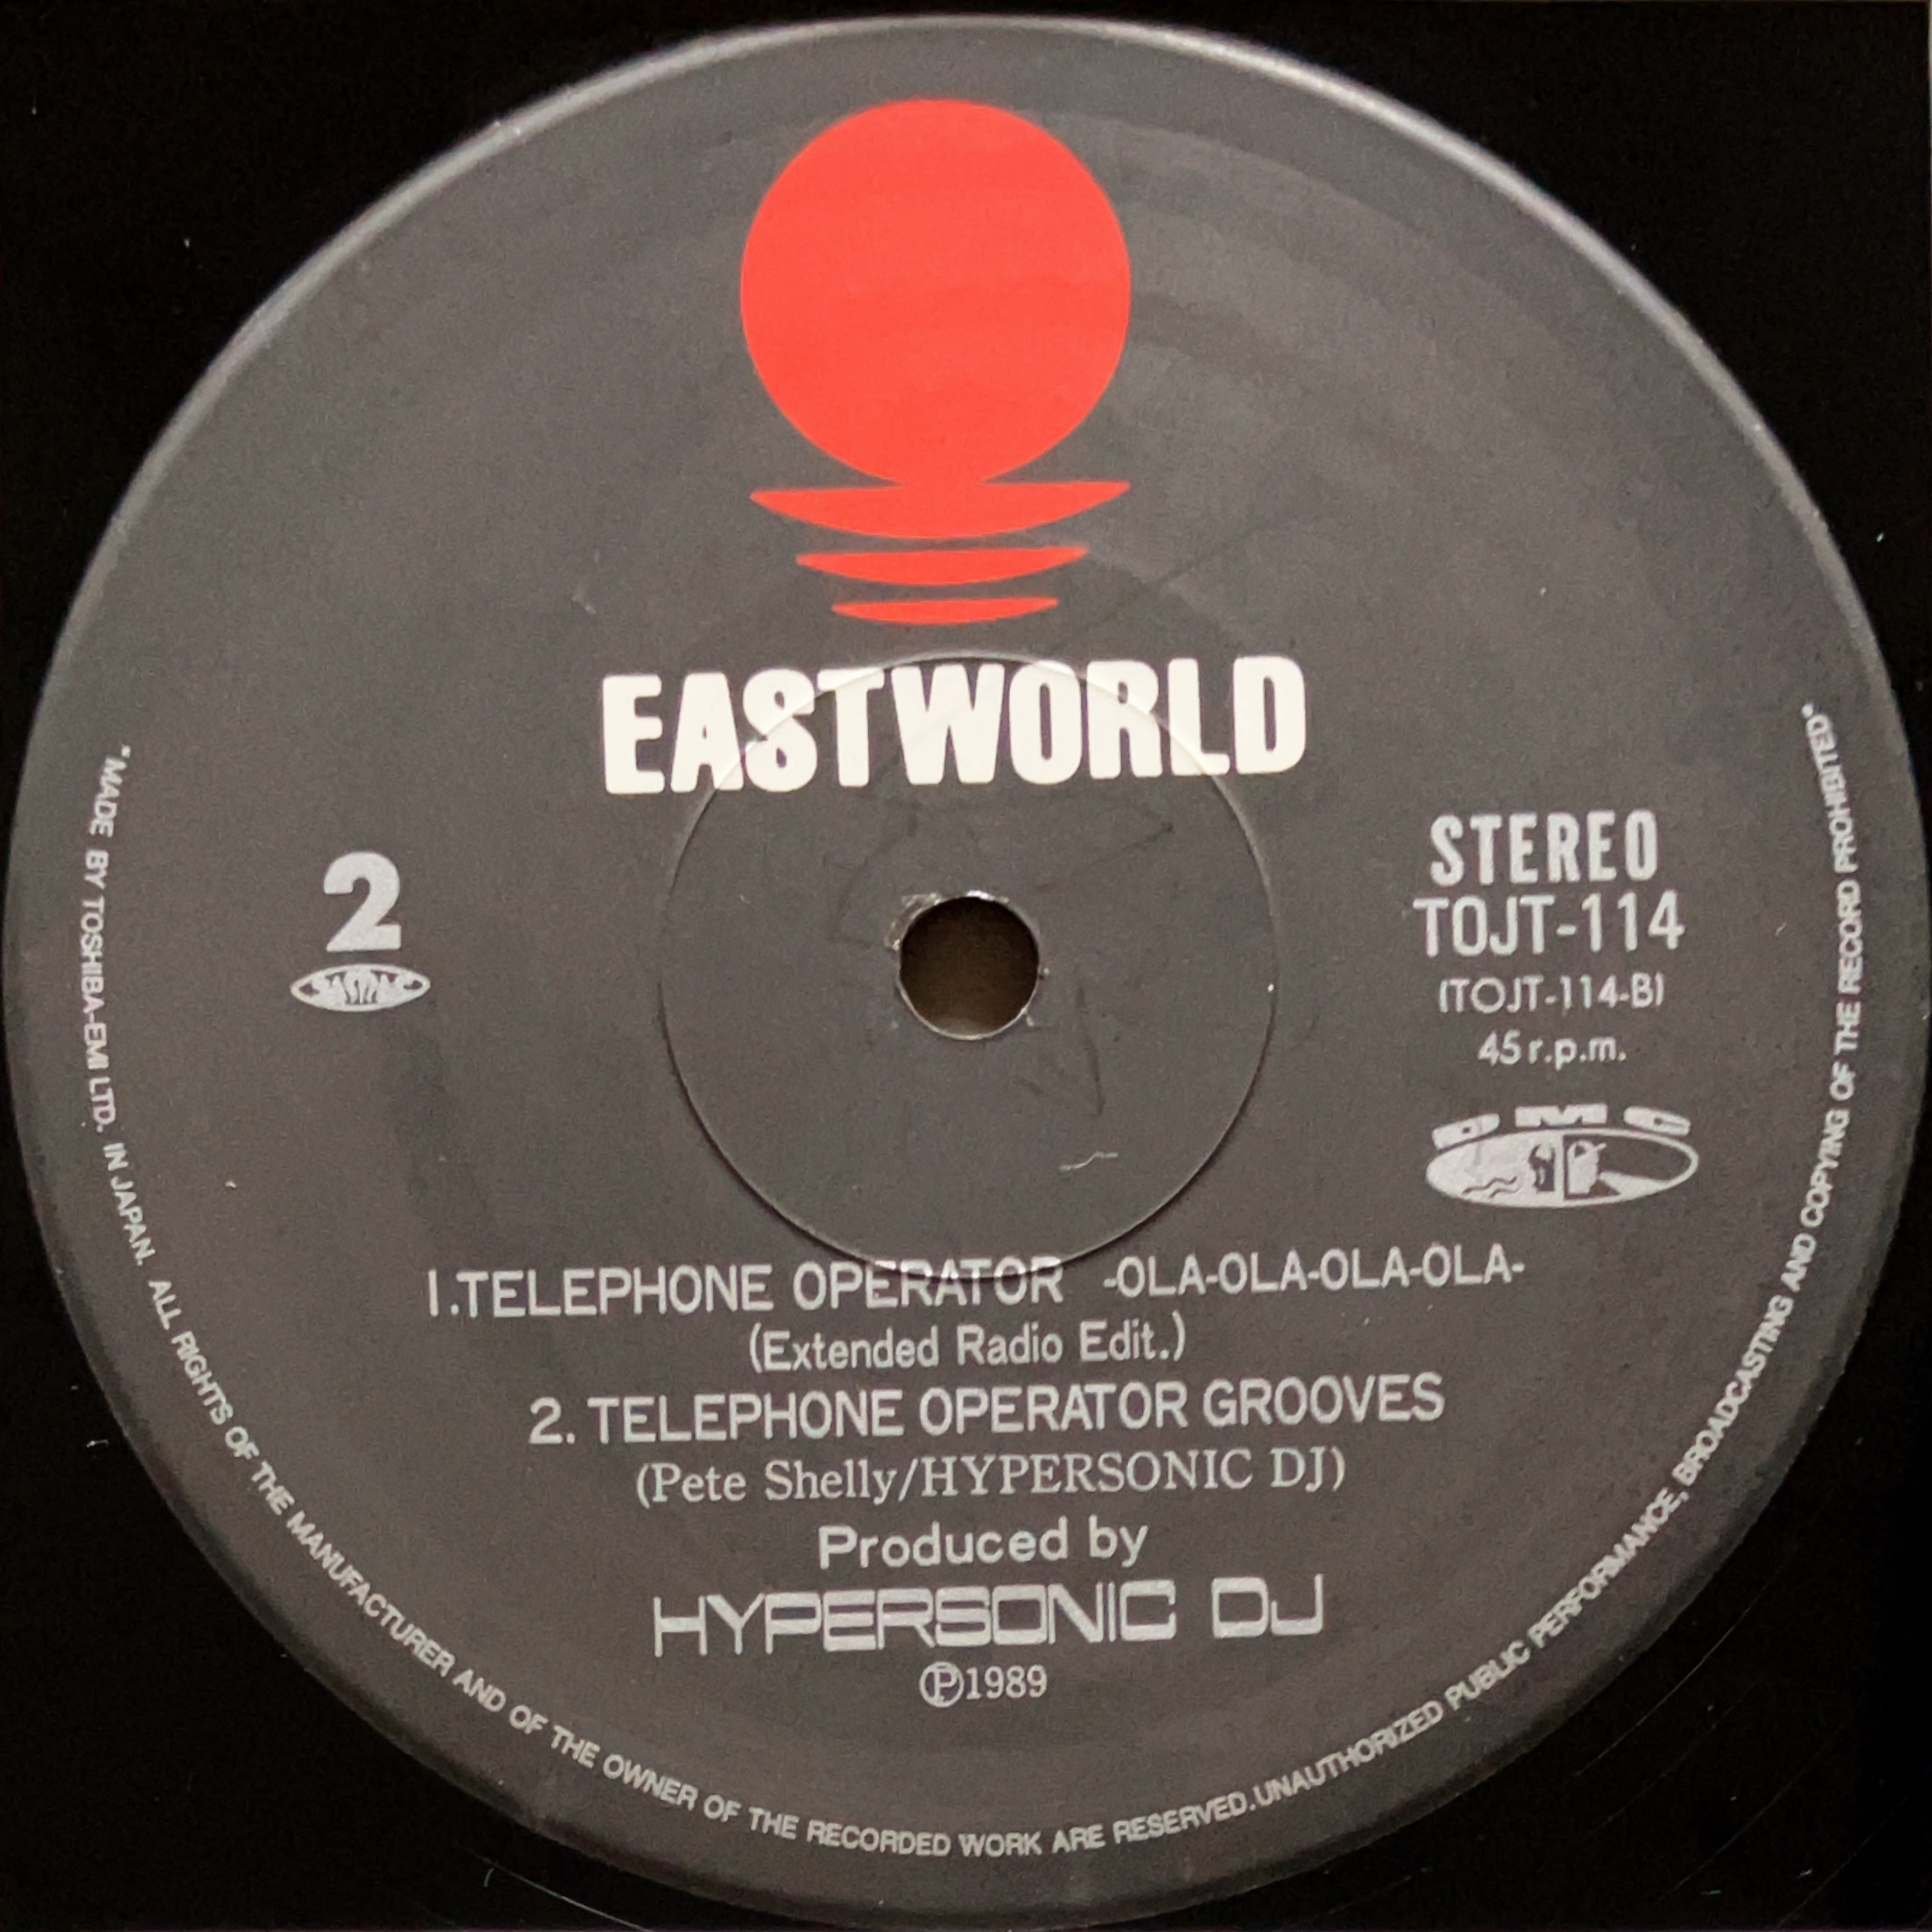 EASTWORLD
2
JASRAC
STEREO
TOJT-114
(TOJT-114-B)
45 r.p.m.
DMC
1.TELEPHONE OPERATOR -OLA-OLA-OLA-OLA-
(Extended Radio Edit.)
2. TELEPHONE OPERATOR GROOVES
(Pete Shelly/HYPERSONIC DJ)
Produced by
HYPERSONIC DJ
Ⓟ1989
"MADE BY TOSHIBA-EMI LTD. IN JAPAN. ALL RIGHTS OF THE MANUFACTURER AND OF THE OWNER OF THE RECORDED WORK ARE RESERVED. UNAUTHORIZED PUBLIC PERFORMANCE, BROADCASTING AND COPYING OF THE RECORD PROHIBITED"